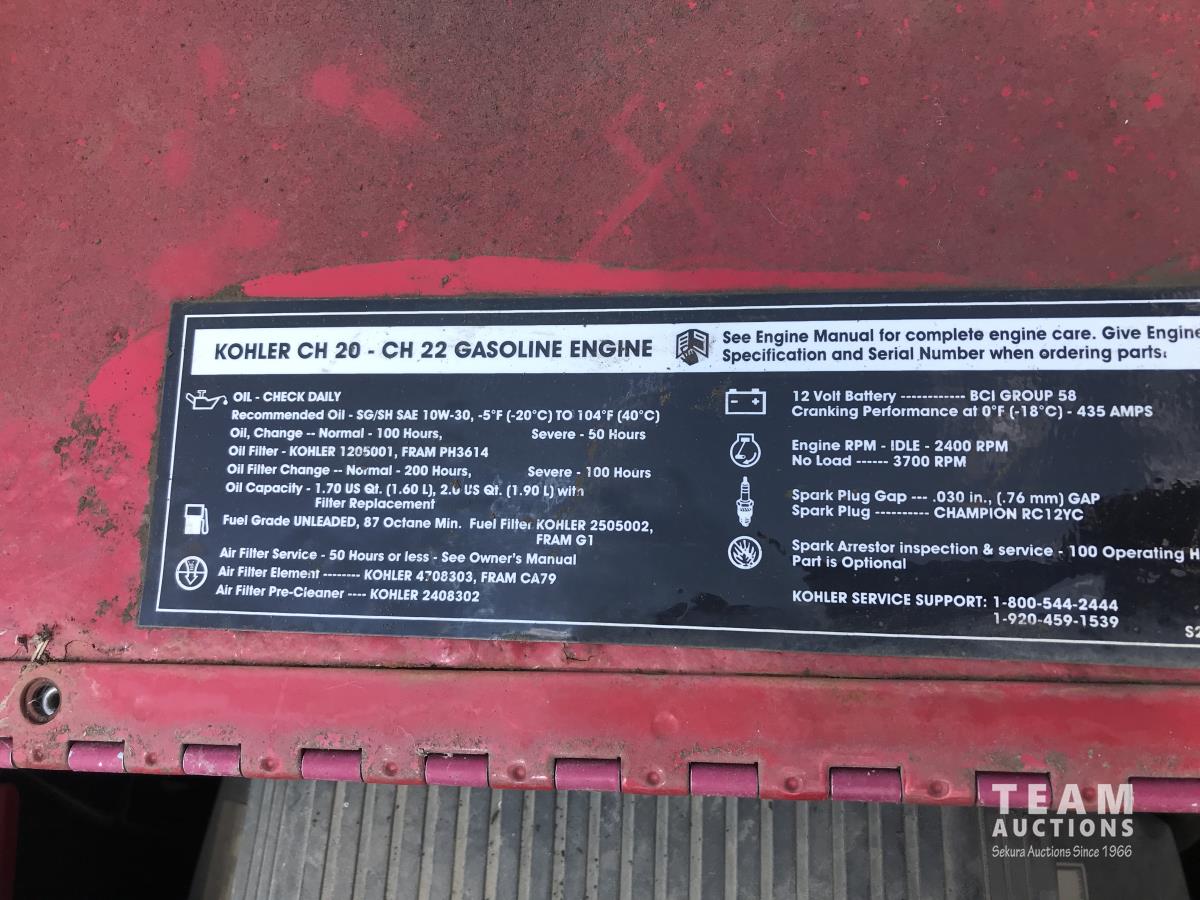 KOHLER CH 20 - CH 22 GASOLINE ENGINE
See Engine Manual for complete engine care. Give Engine
Specification and Serial Number when ordering parts.
OIL - CHECK DAILY
Recommended Oil - SG/SH SAE 10W-30, -5°F (-20°C) TO 104°F (40°C)
Oil, Change -- Normal - 100 Hours, Severe - 50 Hours
Oil Filter - KOHLER 1205001, FRAM PH3614
Oil Filter Change -- Normal - 200 Hours, Severe - 100 Hours
Oil Capacity - 1.70 US Qt. (1.60 L), 2.0 US Qt. (1.90 L) with
Filter Replacement
Fuel Grade UNLEADED, 87 Octane Min. Fuel Filter KOHLER 2505002,
FRAM G1
Air Filter Service - 50 Hours or less - See Owner's Manual
Air Filter Element -------- KOHLER 4708303, FRAM CA79
Air Filter Pre-Cleaner ---- KOHLER 2408302
12 Volt Battery ------------ BCI GROUP 58
Cranking Performance at 0°F (-18°C) - 435 AMPS
Engine RPM - IDLE - 2400 RPM
No Load ------ 3700 RPM
Spark Plug Gap --- .030 in., (.76 mm) GAP
Spark Plug ---------- CHAMPION RC12YC
Spark Arrestor inspection & service - 100 Operating H
Part is Optional
KOHLER SERVICE SUPPORT: 1-800-544-2444
1-920-459-1539
S2
TEAM
AUCTIONS
Sekura Auctions Since 1966